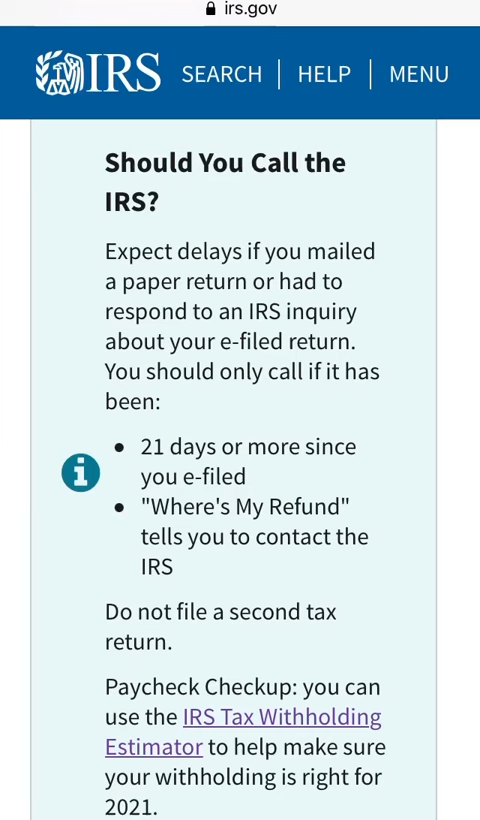 irs.gov
IRS SEARCH HELP MENU
Should You Call the
IRS?
Expect delays if you mailed
a paper return or had to
respond to an IRS inquiry
about your e-filed return.
You should only call if it has
been:
• 21 days or more since
you e-filed
• "Where's My Refund"
tells you to contact the
IRS
Do not file a second tax
return.
Paycheck Checkup: you can
use the IRS Tax Withholding
Estimator to help make sure
your withholding is right for
2021.